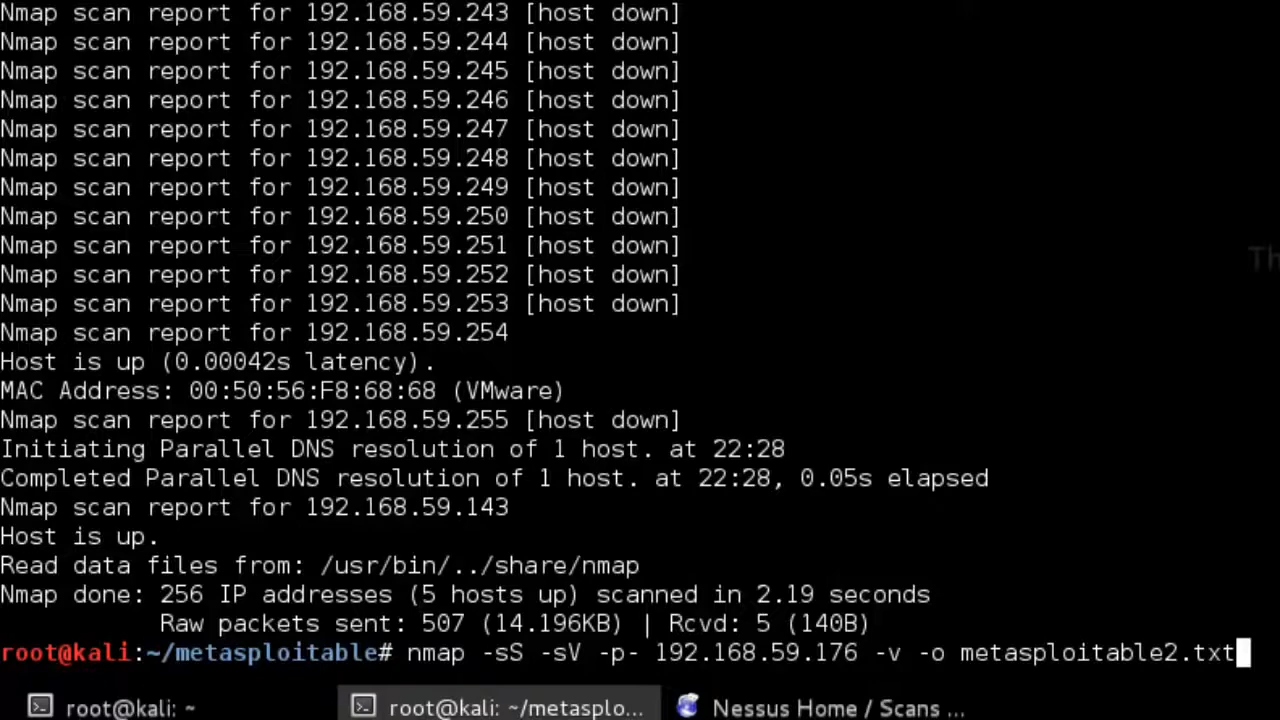 Nmap scan report for 192.168.59.243 [host down]
Nmap scan report for 192.168.59.244 [host down]
Nmap scan report for 192.168.59.245 [host down]
Nmap scan report for 192.168.59.246 [host down]
Nmap scan report for 192.168.59.247 [host down]
Nmap scan report for 192.168.59.248 [host down]
Nmap scan report for 192.168.59.249 [host down]
Nmap scan report for 192.168.59.250 [host down]
Nmap scan report for 192.168.59.251 [host down]
Nmap scan report for 192.168.59.252 [host down]
Nmap scan report for 192.168.59.253 [host down]
Nmap scan report for 192.168.59.254
Host is up (0.00042s latency).
MAC Address: 00:50:56:F8:68:68 (VMware)
Nmap scan report for 192.168.59.255 [host down]
Initiating Parallel DNS resolution of 1 host. at 22:28
Completed Parallel DNS resolution of 1 host. at 22:28, 0.05s elapsed
Nmap scan report for 192.168.59.143
Host is up.
Read data files from: /usr/bin/../share/nmap
Nmap done: 256 IP addresses (5 hosts up) scanned in 2.19 seconds
Raw packets sent: 507 (14.196KB) | Rcvd: 5 (140B)
root@kali:~/metasploitable# nmap -sS -sV -p- 192.168.59.176 -v -o metasploitable2.txt
root@kali: ~
root@kali: ~/metasplo...
Nessus Home / Scans ...